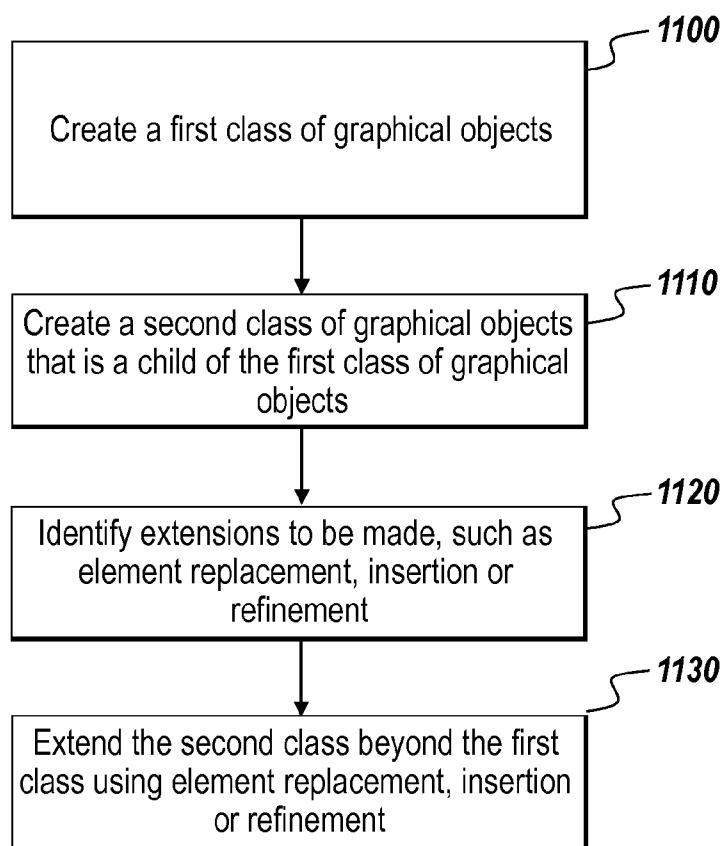 1100
Create a first class of graphical objects
1110
Create a second class of graphical objects
that is a child of the first class of graphical
objects
1120
Identify extensions to be made, such as
element replacement, insertion or
refinement
1130
Extend the second class beyond the first
class using element replacement, insertion
or refinement